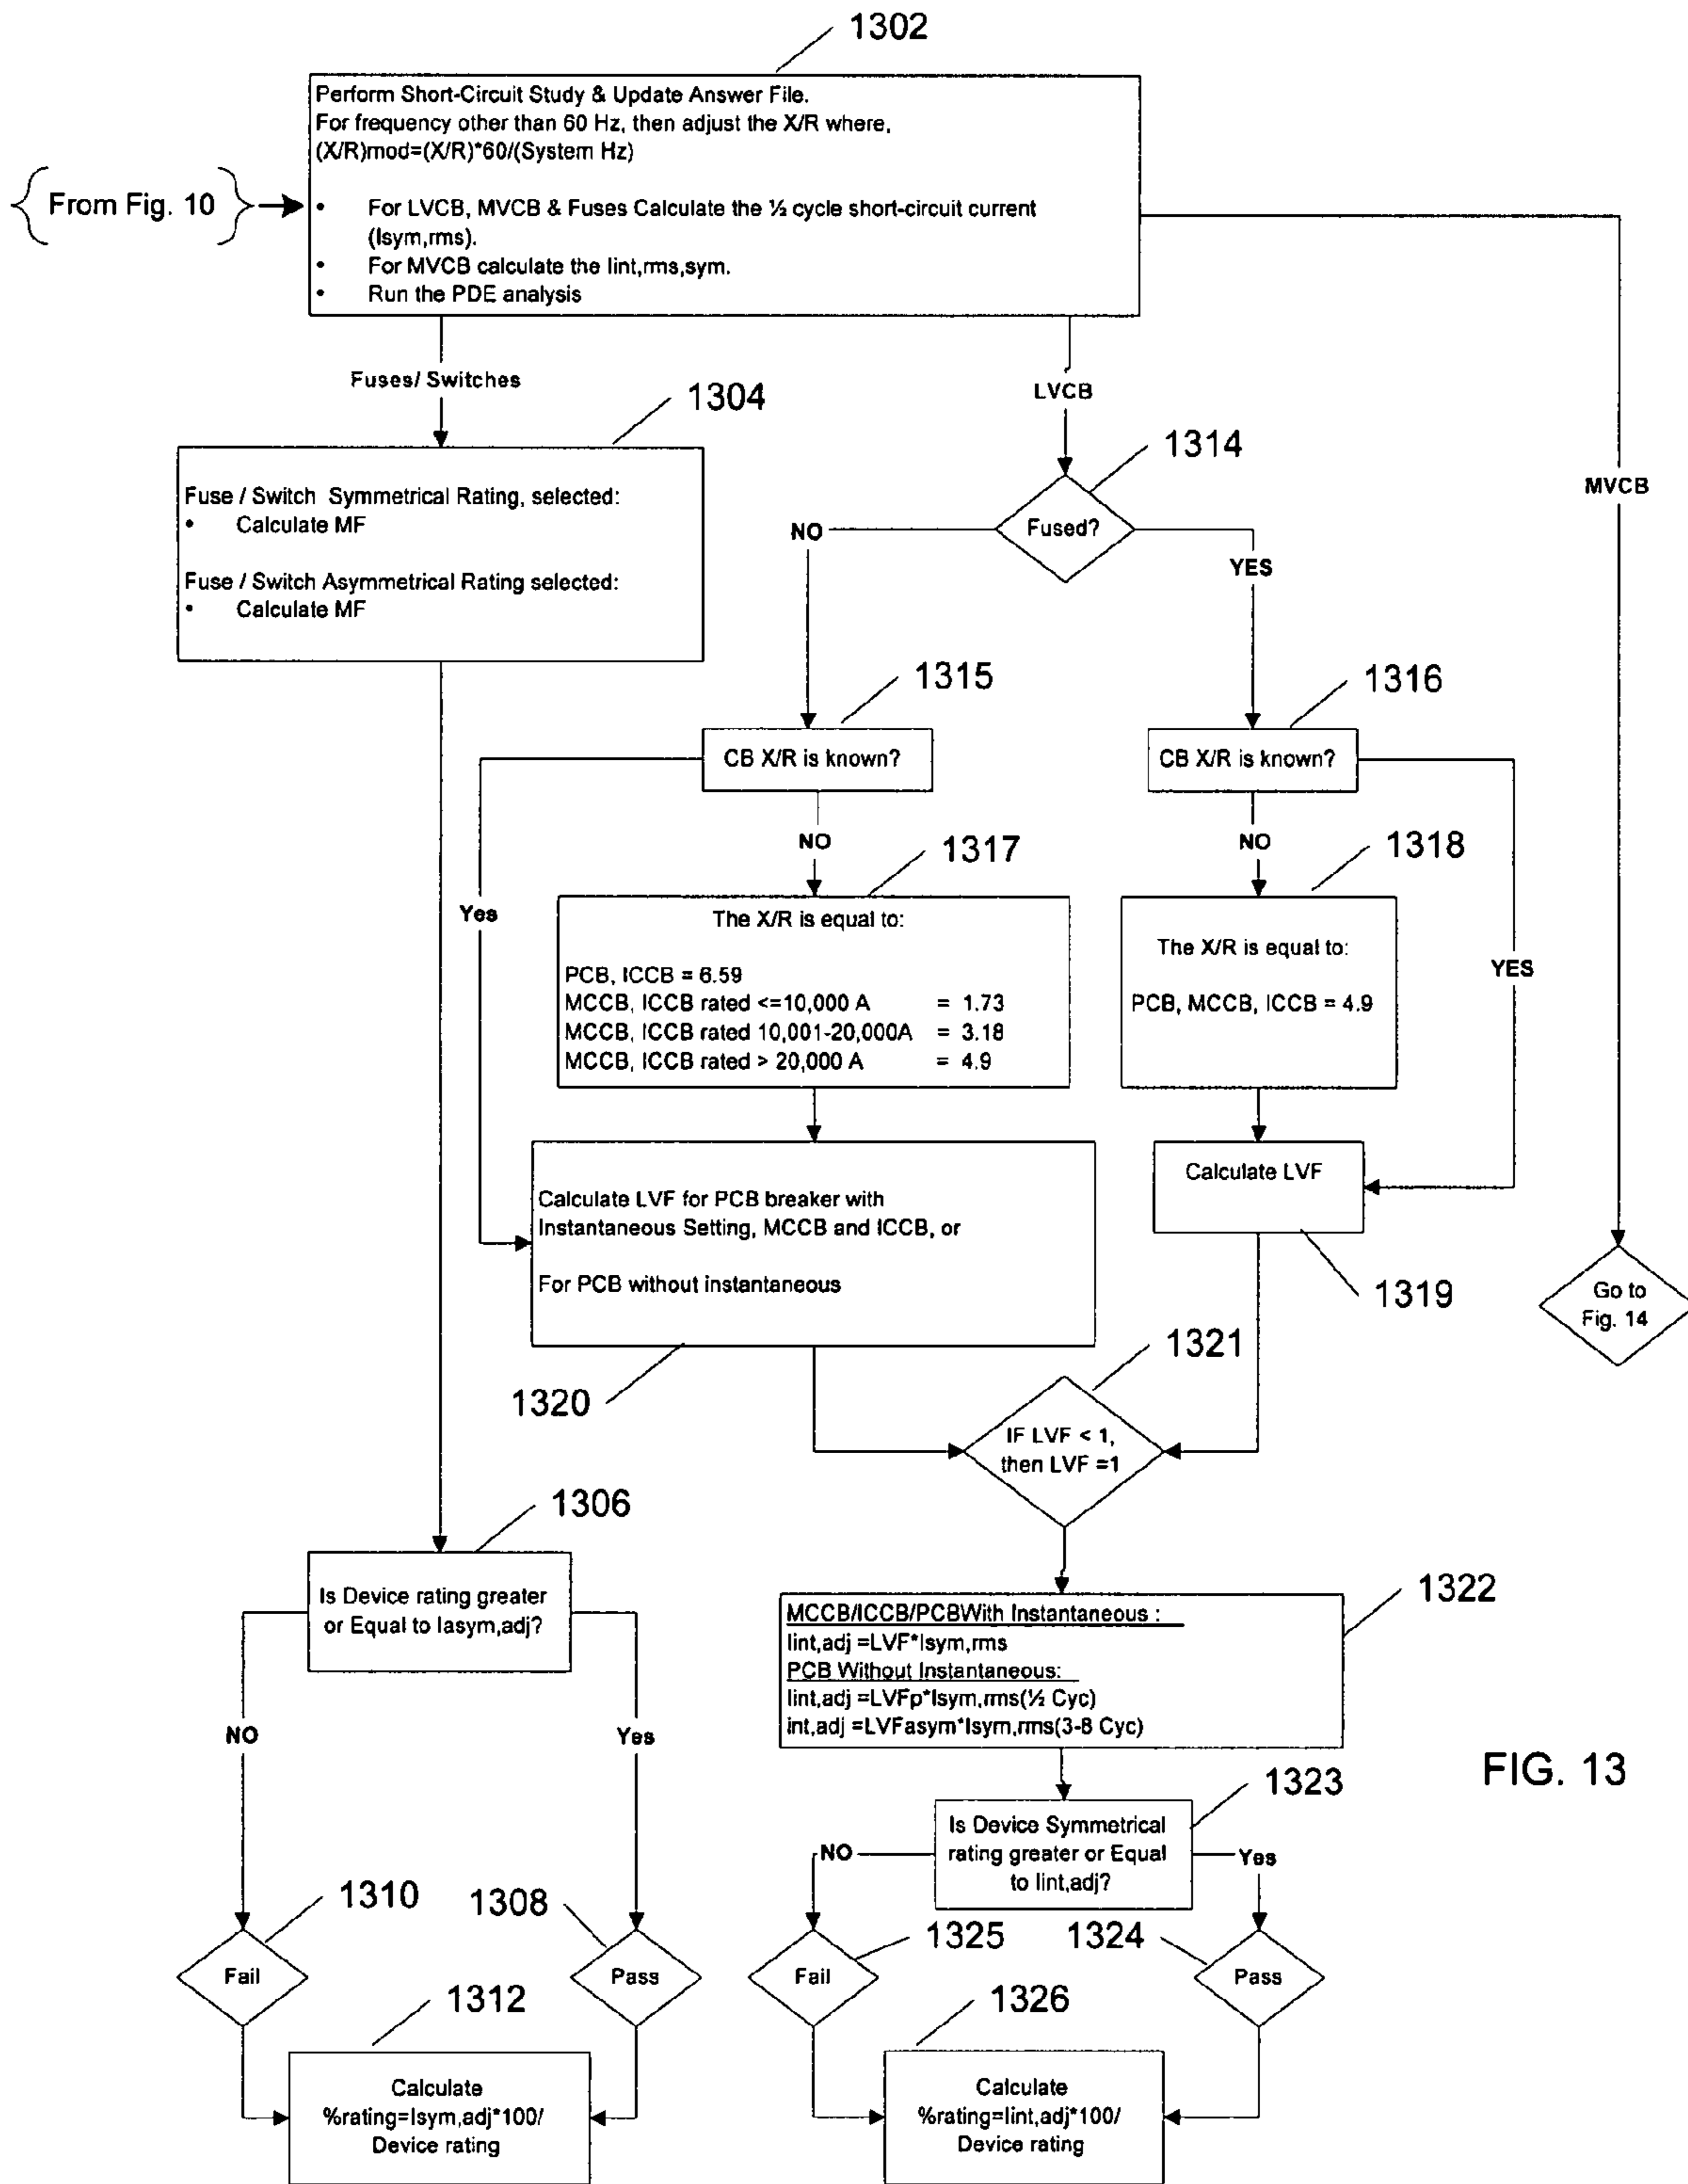 1302
Perform Short-Circuit Study & Update Answer File.
For frequency other than 60 Hz, then adjust the X/R where,
(X/R)mod=(X/R)*60/(System Hz)
• For LVCB, MVCB & Fuses Calculate the ½ cycle short-circuit current
(Isym,rms).
• For MVCB calculate the Iint,rms,sym.
• Run the PDE analysis
{From Fig. 10}
Fuses/ Switches
LVCB
MVCB
1304
Fuse / Switch Symmetrical Rating, selected:
• Calculate MF
Fuse / Switch Asymmetrical Rating selected:
• Calculate MF
1314
Fused?
NO
YES
1315
CB X/R is known?
1316
CB X/R is known?
NO
NO
Yes
YES
1317
The X/R is equal to:
PCB, ICCB = 6.59
MCCB, ICCB rated <=10,000 A = 1.73
MCCB, ICCB rated 10,001-20,000A = 3.18
MCCB, ICCB rated > 20,000 A = 4.9
1318
The X/R is equal to:
PCB, MCCB, ICCB = 4.9
Calculate LVF for PCB breaker with
Instantaneous Setting, MCCB and ICCB, or
For PCB without instantaneous
1320
Calculate LVF
1319
Go to
Fig. 14
1321
IF LVF < 1,
then LVF =1
1306
Is Device rating greater
or Equal to Iasym,adj?
NO
Yes
1322
MCCB/ICCB/PCBWith Instantaneous :
Iint,adj =LVF*Isym,rms
PCB Without Instantaneous:
Iint,adj =LVFp*Isym,rms(½ Cyc)
int,adj =LVFasym*Isym,rms(3-8 Cyc)
FIG. 13
1323
Is Device Symmetrical
rating greater or Equal
to Iint,adj?
NO
Yes
1310
Fail
1308
Pass
1325
Fail
1324
Pass
1312
Calculate
%rating=Isym,adj*100/
Device rating
1326
Calculate
%rating=Iint,adj*100/
Device rating